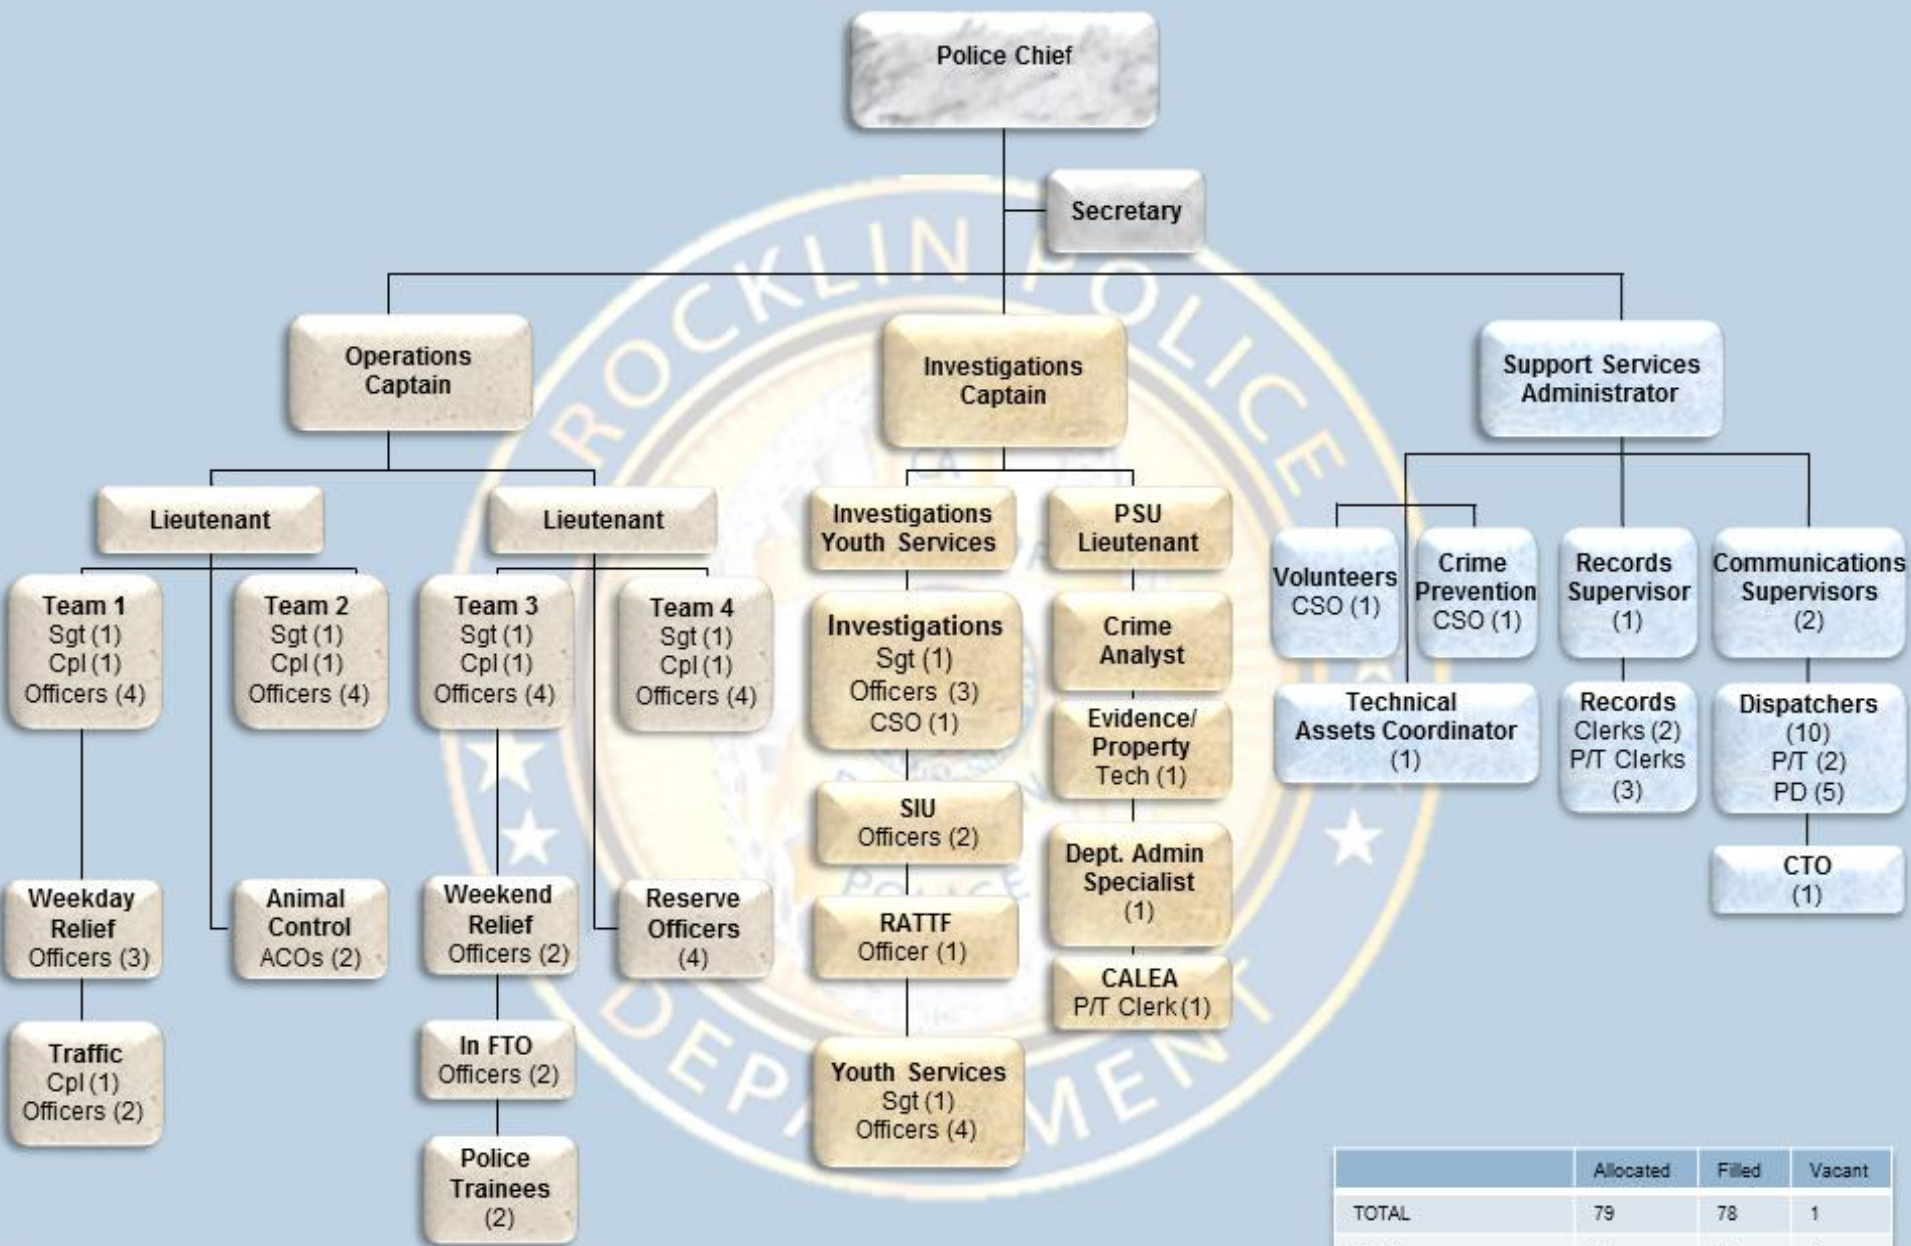 Police Chief
Secretary
ROCKLIN POLICE
DEPARTMENT
Operations
Captain
Investigations
Captain
Support Services
Administrator
Lieutenant
Lieutenant
Investigations
Youth Services
PSU
Lieutenant
Team 1
Sgt (1)
Cpl (1)
Officers (4)
Team 2
Sgt (1)
Cpl (1)
Officers (4)
Team 3
Sgt (1)
Cpl (1)
Officers (4)
Team 4
Sgt (1)
Cpl (1)
Officers (4)
Investigations
Sgt (1)
Officers (3)
CSO (1)
Crime
Analyst
Volunteers
CSO (1)
Crime
Prevention
CSO (1)
Records
Supervisor
(1)
Communications
Supervisors
(2)
Evidence/
Property
Tech (1)
Technical
Assets Coordinator
(1)
Records
Clerks (2)
P/T Clerks
(3)
Dispatchers
(10)
P/T (2)
PD (5)
SIU
Officers (2)
Dept. Admin
Specialist
(1)
CTO
(1)
Weekday
Relief
Officers (3)
Animal
Control
ACOs (2)
Weekend
Relief
Officers (2)
Reserve
Officers
(4)
RATTF
Officer (1)
CALEA
P/T Clerk (1)
Traffic
Cpl (1)
Officers (2)
In FTO
Officers (2)
Youth Services
Sgt (1)
Officers (4)
Police
Trainees
(2)
Allocated Filled Vacant
TOTAL 79 78 1